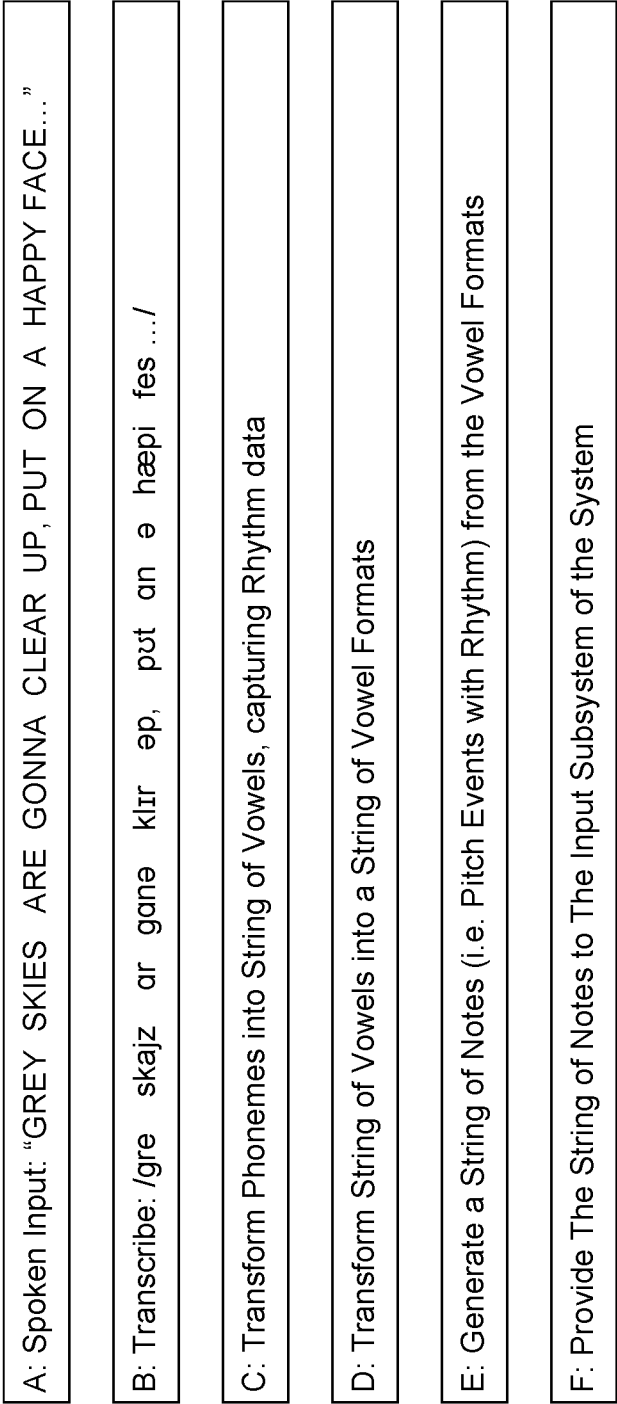 A: Spoken Input: “GREY SKIES ARE GONNA CLEAR UP, PUT ON A HAPPY FACE...”
B: Transcribe: /gre skajz ɑr gɑnə klɪr əp, pʊt ɑn ə hæpi fes .../
C: Transform Phonemes into String of Vowels, capturing Rhythm data
D: Transform String of Vowels into a String of Vowel Formats
E: Generate a String of Notes (i.e. Pitch Events with Rhythm) from the Vowel Formats
F: Provide The String of Notes to The Input Subsystem of the System